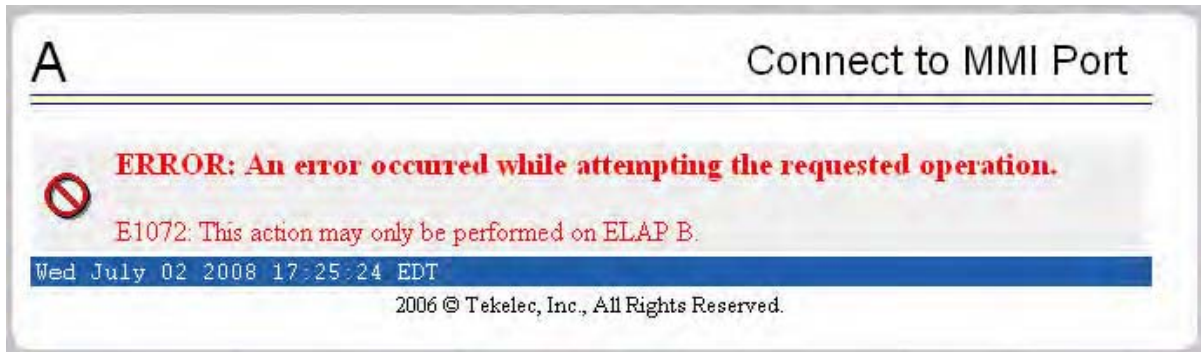 A
Connect to MMI Port
ERROR: An error occurred while attempting the requested operation.
E1072: This action may only be performed on ELAP B.
Wed July 02 2008 17:25:24 EDT
2006 © Tekelec, Inc., All Rights Reserved.